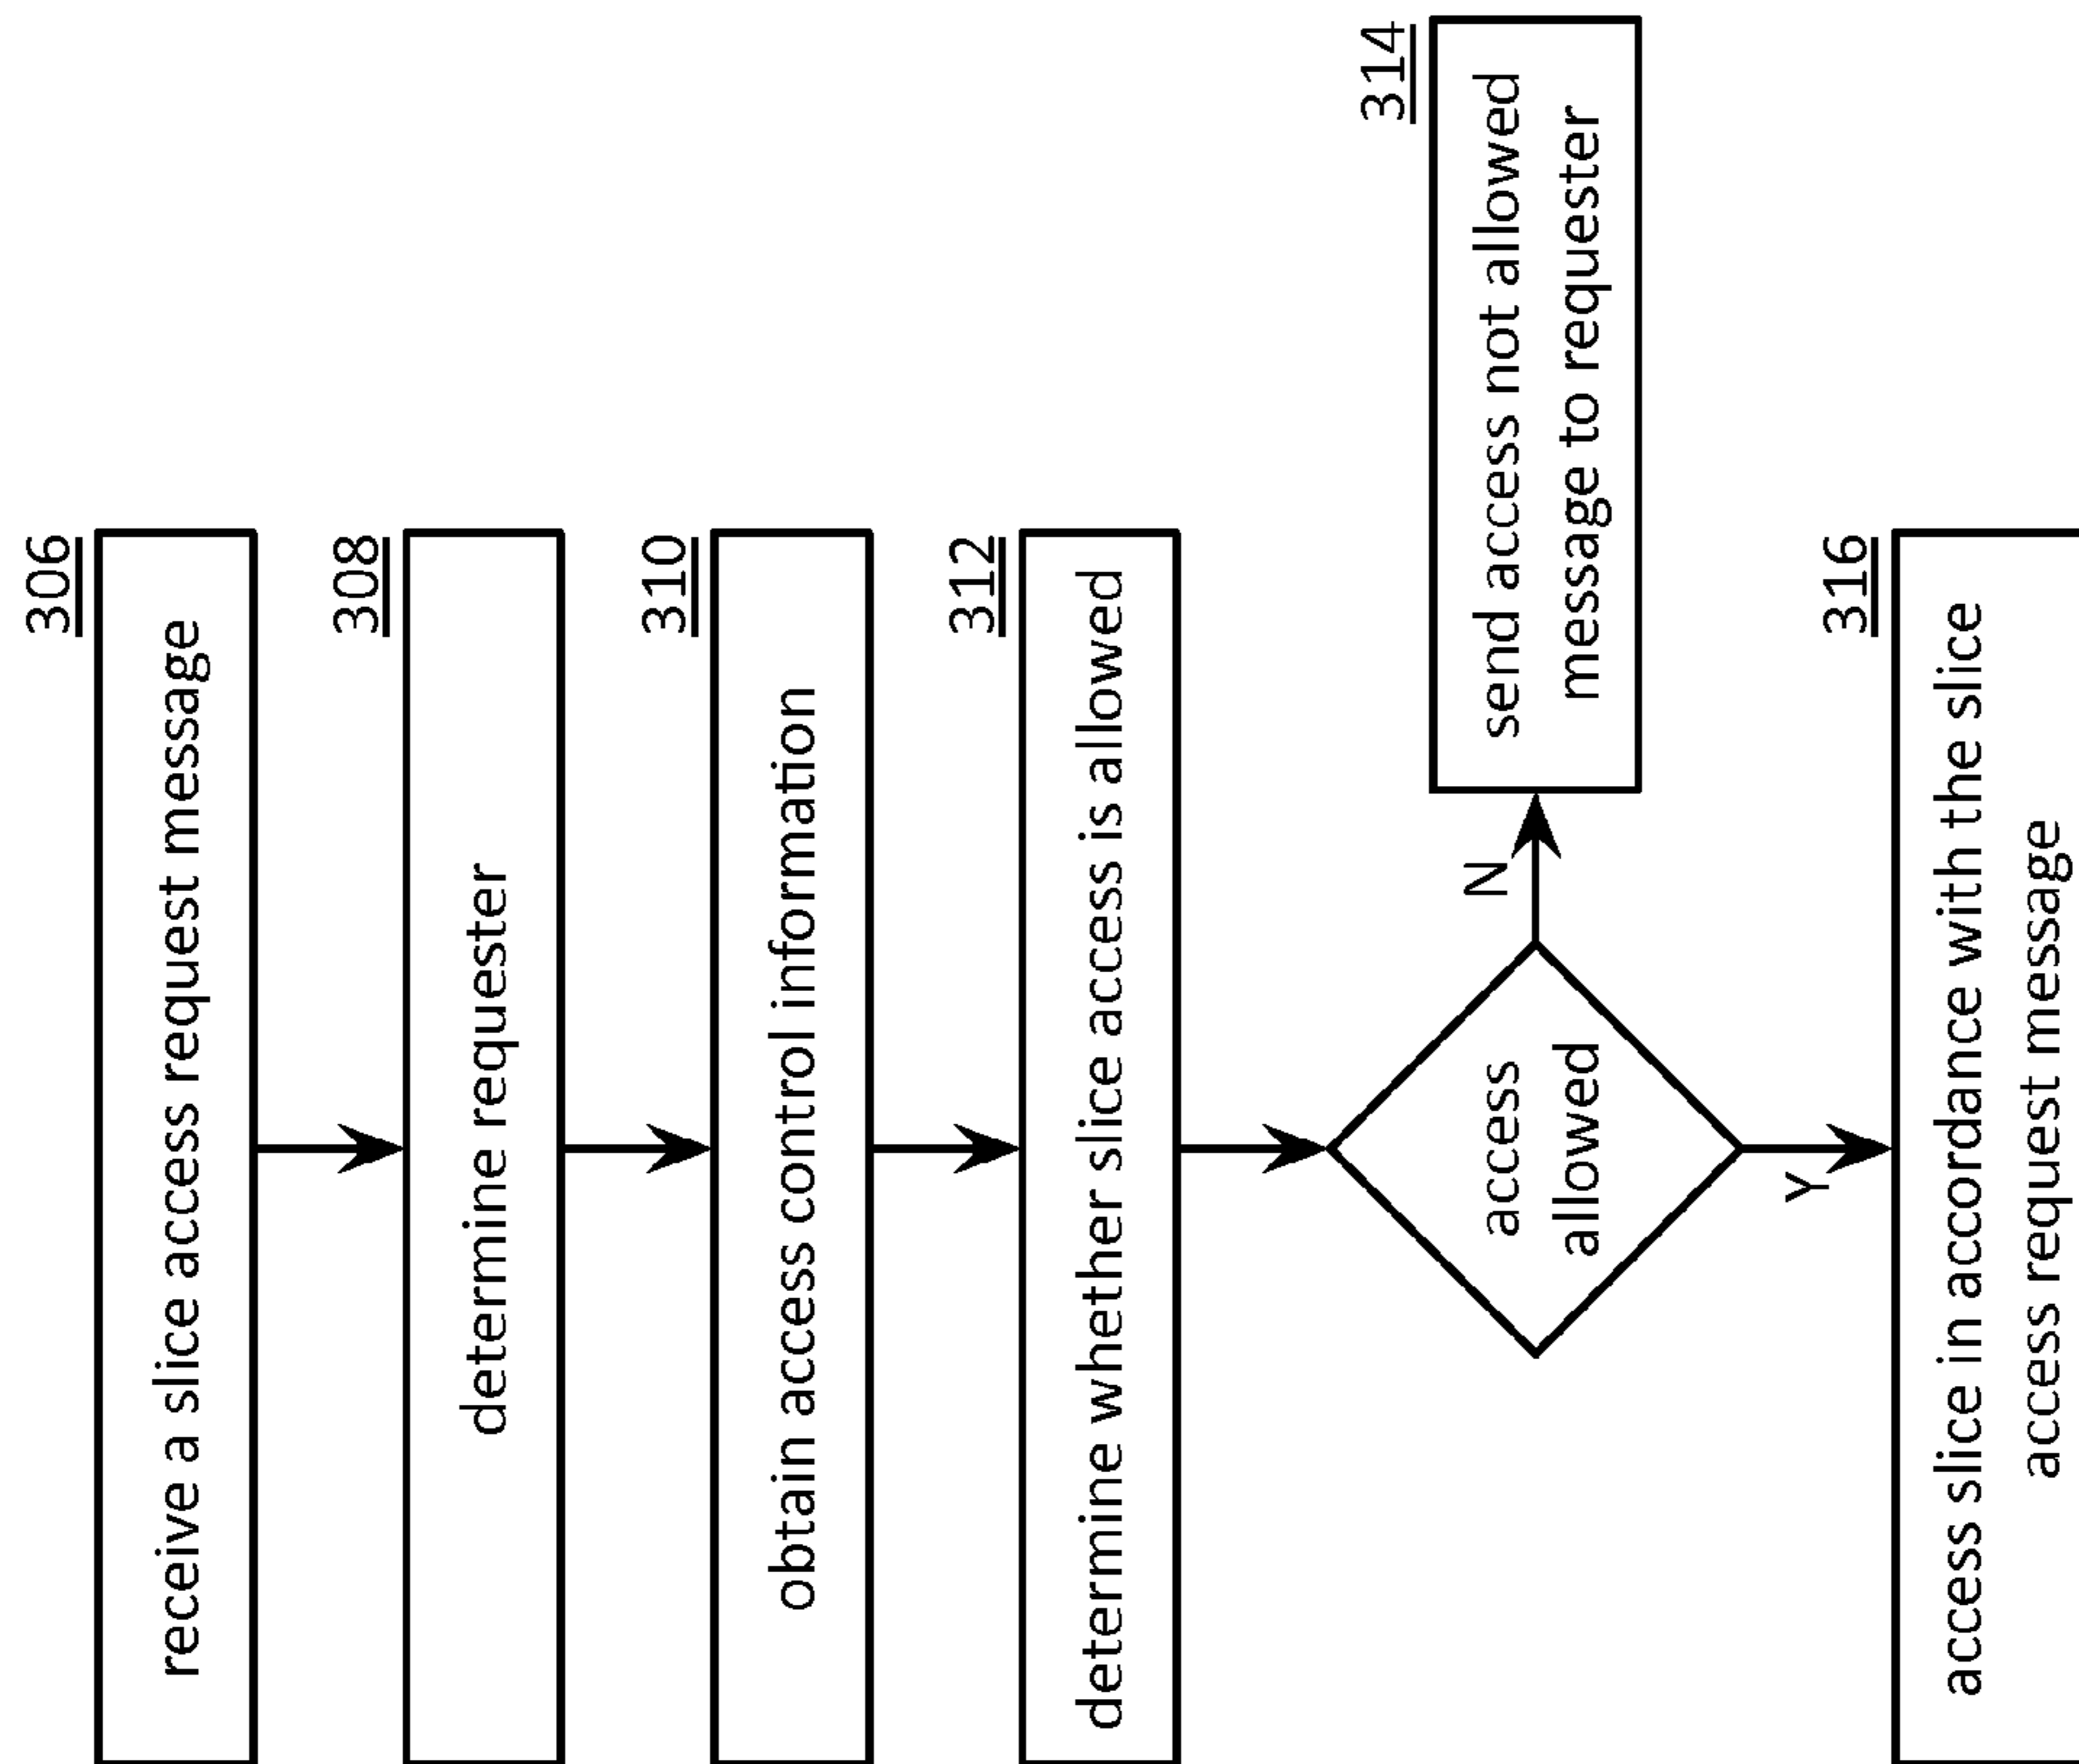 306
receive a slice access request message
308
determine requester
310
obtain access control information
312
determine whether slice access is allowed
access
allowed
N
314
send access not allowed
message to requester
Y
316
access slice in accordance with the slice
access request message